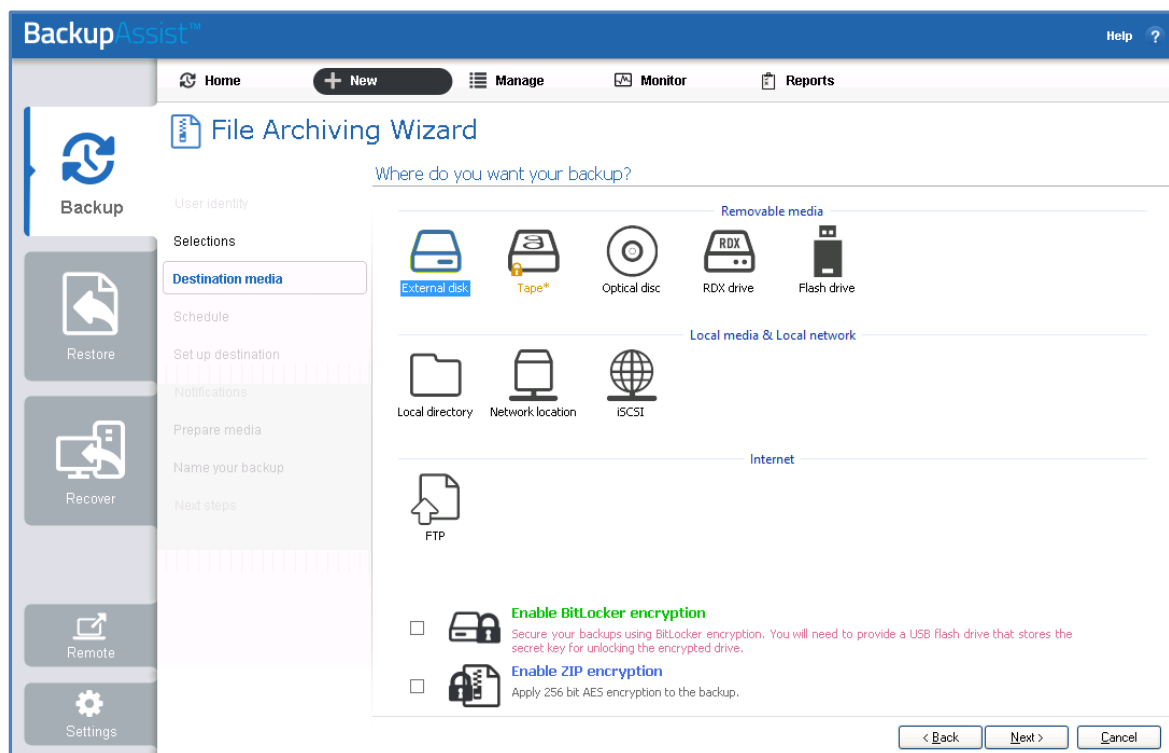 BackupAssist™
Help ?
Home
New
Manage
Monitor
Reports
File Archiving Wizard
Backup
Restore
Recover
Remote
Settings
User identity
Selections
Destination media
Schedule
Set up destination
Notifications
Prepare media
Name your backup
Next steps
Where do you want your backup?
Removable media
External disk
Tape*
Optical disc
RDX
RDX drive
Flash drive
Local media & Local network
Local directory
Network location
iSCSI
Internet
FTP
Enable BitLocker encryption
Secure your backups using BitLocker encryption. You will need to provide a USB flash drive that stores the
secret key for unlocking the encrypted drive.
Enable ZIP encryption
Apply 256 bit AES encryption to the backup.
< Back
Next >
Cancel